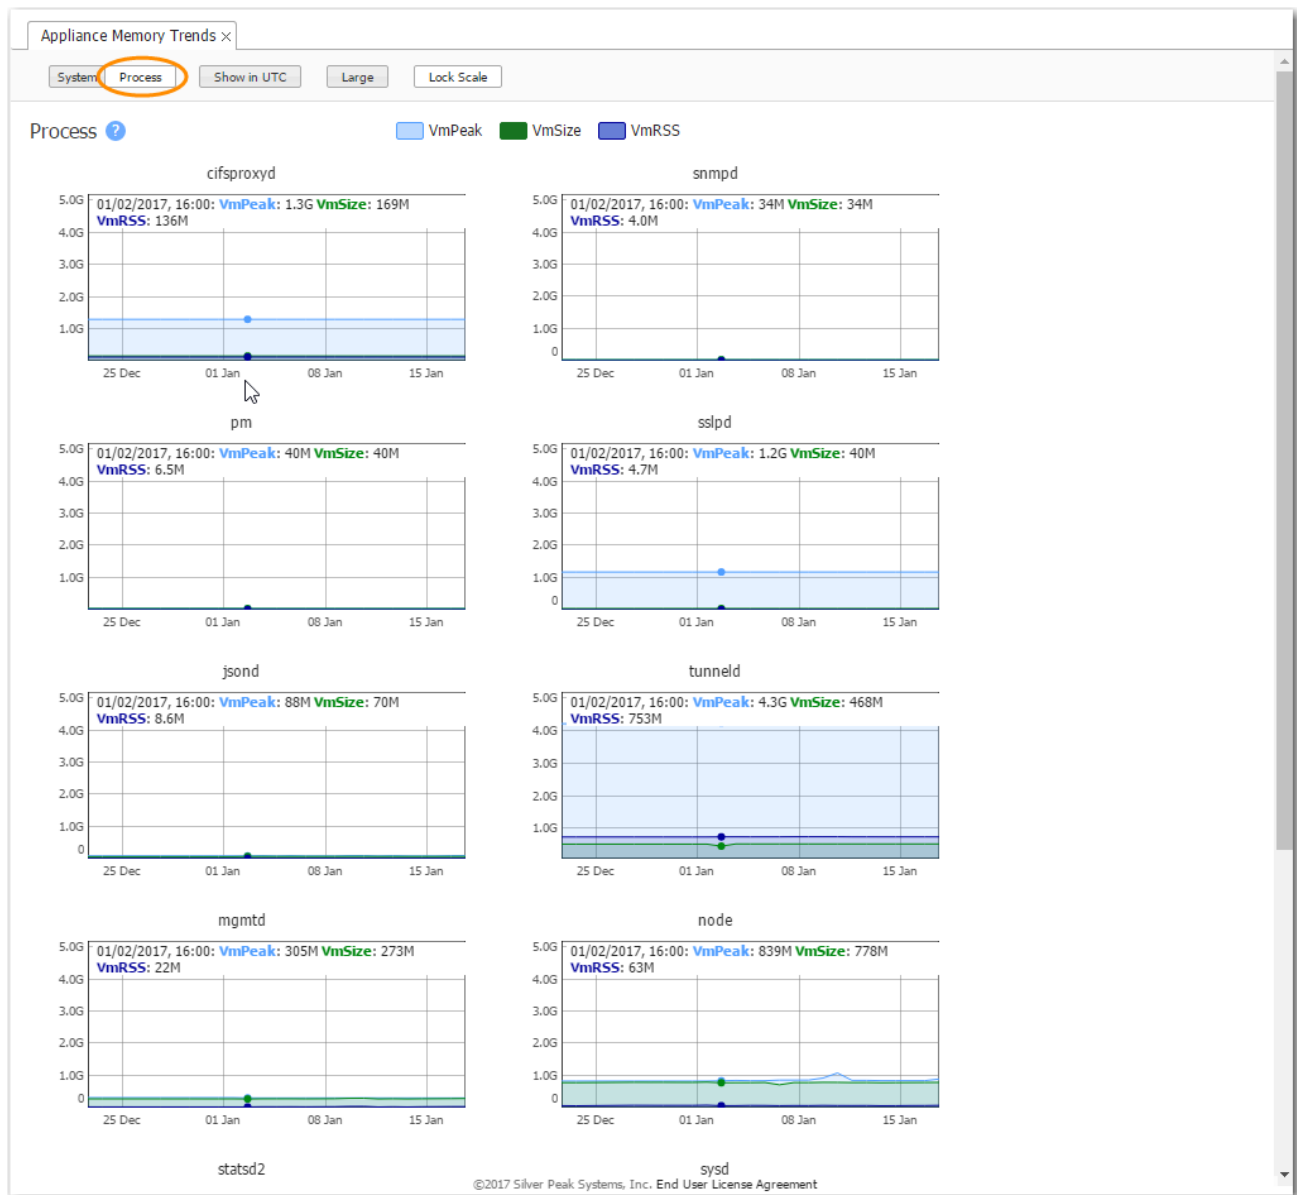 Appliance Memory Trends ×
System Process Show in UTC Large Lock Scale
Process ? VmPeak VmSize VmRSS
cifsproxyd
5.0G
01/02/2017, 16:00: VmPeak: 1.3G VmSize: 169M
VmRSS: 136M
4.0G
3.0G
2.0G
1.0G
25 Dec 01 Jan 08 Jan 15 Jan
snmpd
5.0G
01/02/2017, 16:00: VmPeak: 34M VmSize: 34M
VmRSS: 4.0M
4.0G
3.0G
2.0G
1.0G
0
25 Dec 01 Jan 08 Jan 15 Jan
pm
5.0G
01/02/2017, 16:00: VmPeak: 40M VmSize: 40M
VmRSS: 6.5M
4.0G
3.0G
2.0G
1.0G
25 Dec 01 Jan 08 Jan 15 Jan
sslpd
5.0G
01/02/2017, 16:00: VmPeak: 1.2G VmSize: 40M
VmRSS: 4.7M
4.0G
3.0G
2.0G
1.0G
0
25 Dec 01 Jan 08 Jan 15 Jan
jsond
5.0G
01/02/2017, 16:00: VmPeak: 88M VmSize: 70M
VmRSS: 8.6M
4.0G
3.0G
2.0G
1.0G
0
25 Dec 01 Jan 08 Jan 15 Jan
tunneld
5.0G
01/02/2017, 16:00: VmPeak: 4.3G VmSize: 468M
VmRSS: 753M
4.0G
3.0G
2.0G
1.0G
25 Dec 01 Jan 08 Jan 15 Jan
mgmtd
5.0G
01/02/2017, 16:00: VmPeak: 305M VmSize: 273M
VmRSS: 22M
4.0G
3.0G
2.0G
1.0G
0
25 Dec 01 Jan 08 Jan 15 Jan
node
5.0G
01/02/2017, 16:00: VmPeak: 839M VmSize: 778M
VmRSS: 63M
4.0G
3.0G
2.0G
1.0G
0
25 Dec 01 Jan 08 Jan 15 Jan
statsd2
sysd
©2017 Silver Peak Systems, Inc. End User License Agreement